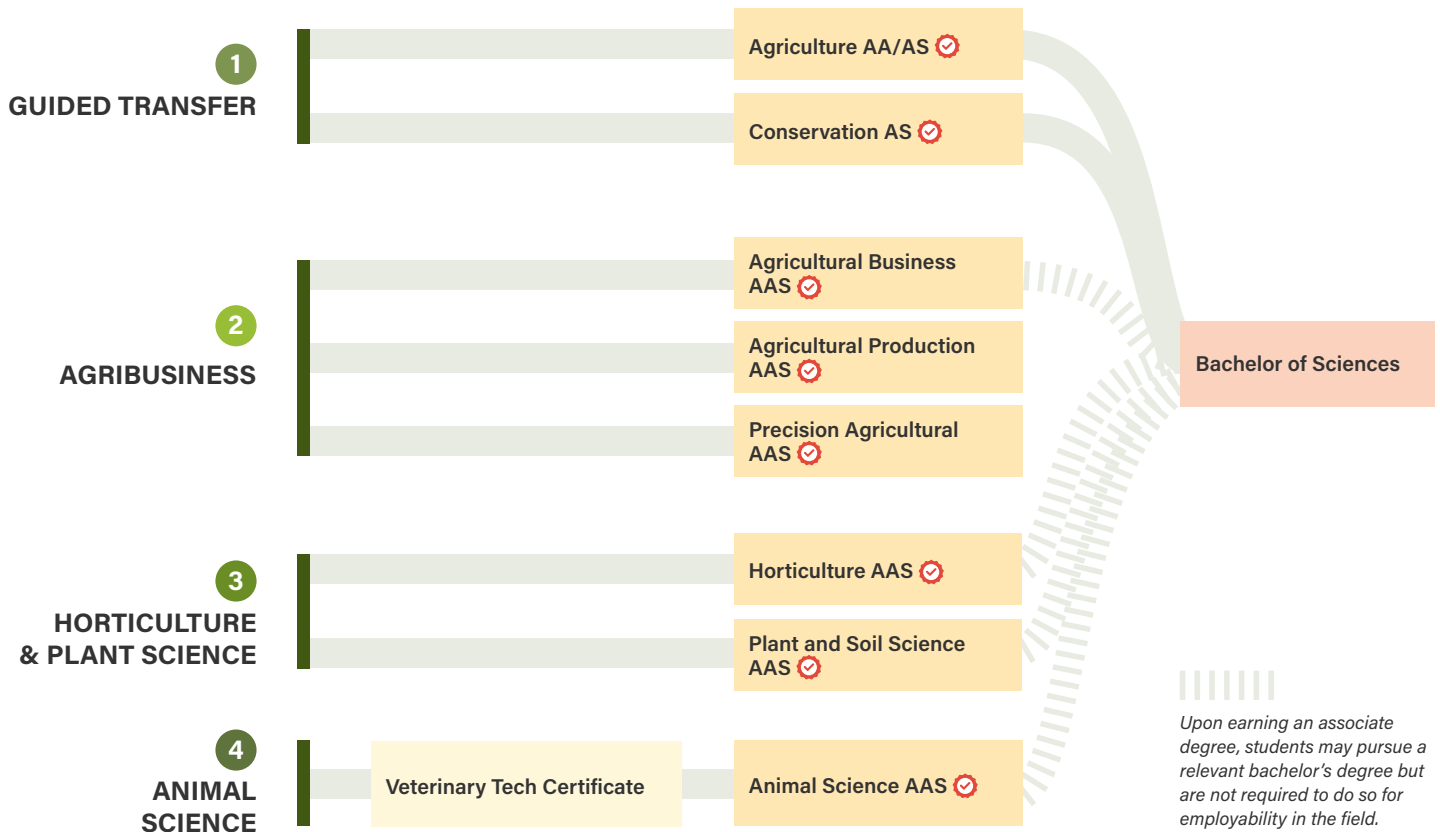 1
GUIDED TRANSFER
Agriculture AA/AS
Conservation AS
2
AGRIBUSINESS
Agricultural Business
AAS
Agricultural Production
AAS
Precision Agricultural
AAS
Bachelor of Sciences
3
HORTICULTURE
& PLANT SCIENCE
Horticulture AAS
Plant and Soil Science
AAS
4
ANIMAL
SCIENCE
Veterinary Tech Certificate
Animal Science AAS
Upon earning an associate
degree, students may pursue a
relevant bachelor’s degree but
are not required to do so for
employability in the field.